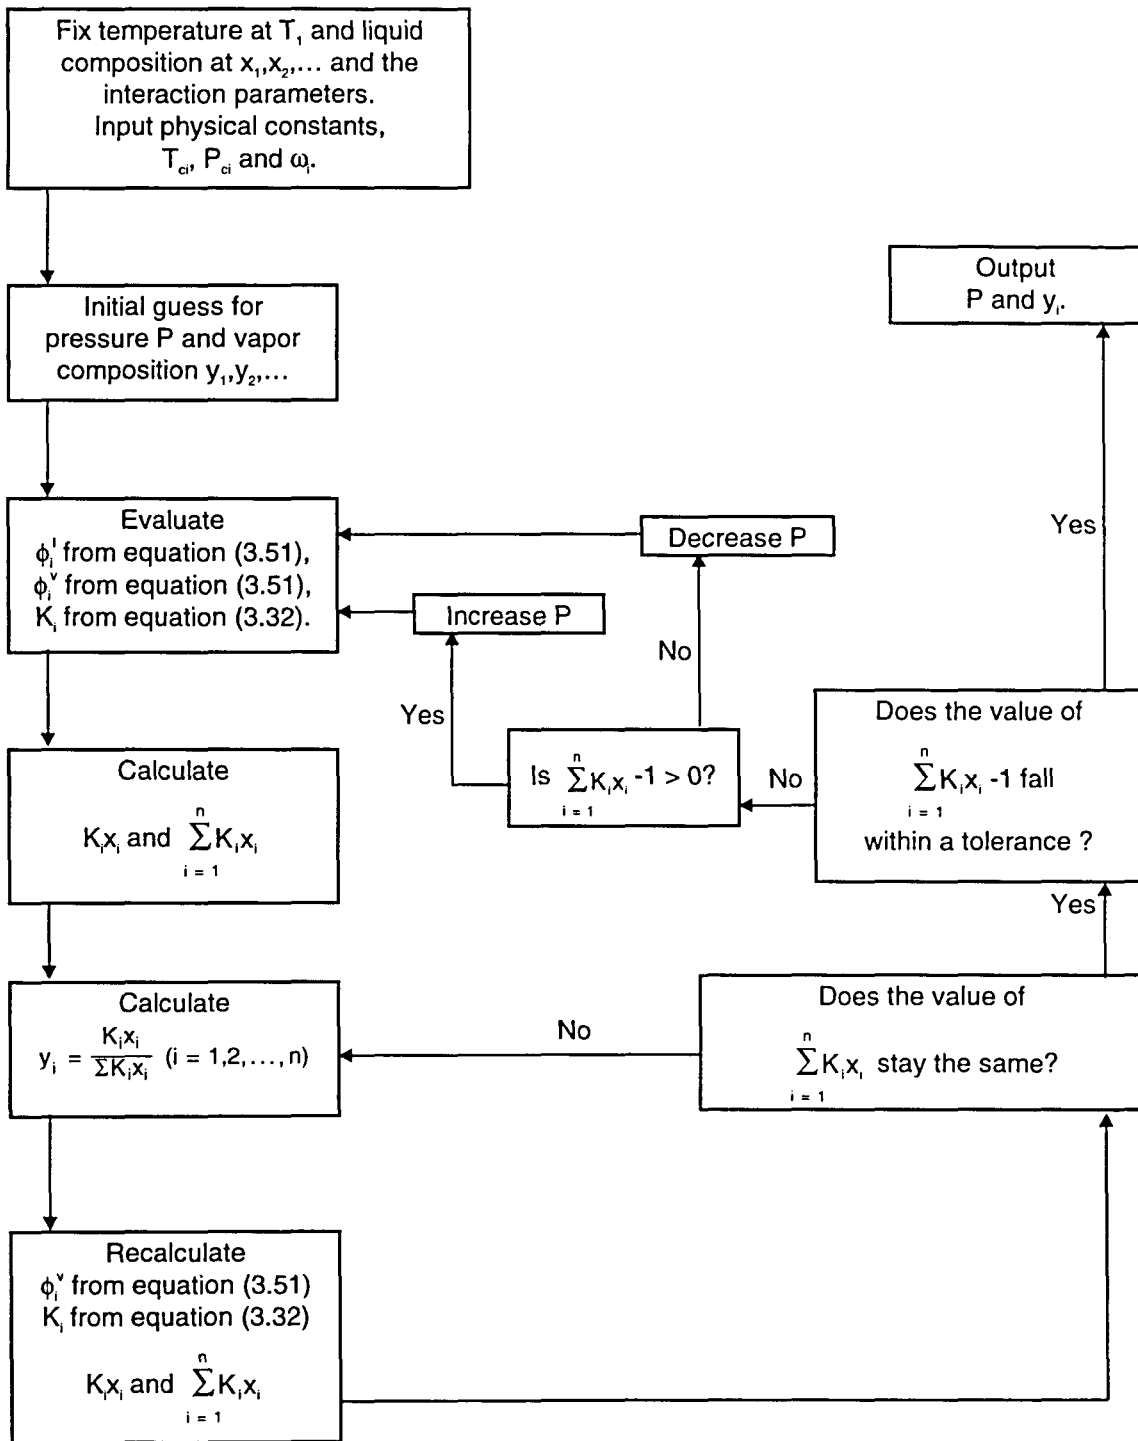 Fix temperature at T₁ and liquid
composition at x₁,x₂,... and the
interaction parameters.
Input physical constants,
T꜀ᵢ, P꜀ᵢ and ωᵢ.
Initial guess for
pressure P and vapor
composition y₁,y₂,...
Evaluate
ϕᵢˡ from equation (3.51),
ϕᵢᵛ from equation (3.51),
Kᵢ from equation (3.32).
Calculate
Kᵢxᵢ and
n
Σ Kᵢxᵢ
i = 1
Calculate
yᵢ = Kᵢxᵢ / ΣKᵢxᵢ (i = 1,2,...,n)
Recalculate
ϕᵢᵛ from equation (3.51)
Kᵢ from equation (3.32)
Kᵢxᵢ and
n
Σ Kᵢxᵢ
i = 1
Does the value of
n
Σ Kᵢxᵢ stay the same?
i = 1
No
Yes
Does the value of
n
Σ Kᵢxᵢ -1 fall
i = 1
within a tolerance ?
No
Is
n
Σ Kᵢxᵢ -1 > 0?
i = 1
Yes
Increase P
No
Decrease P
Yes
Output
P and yᵢ.